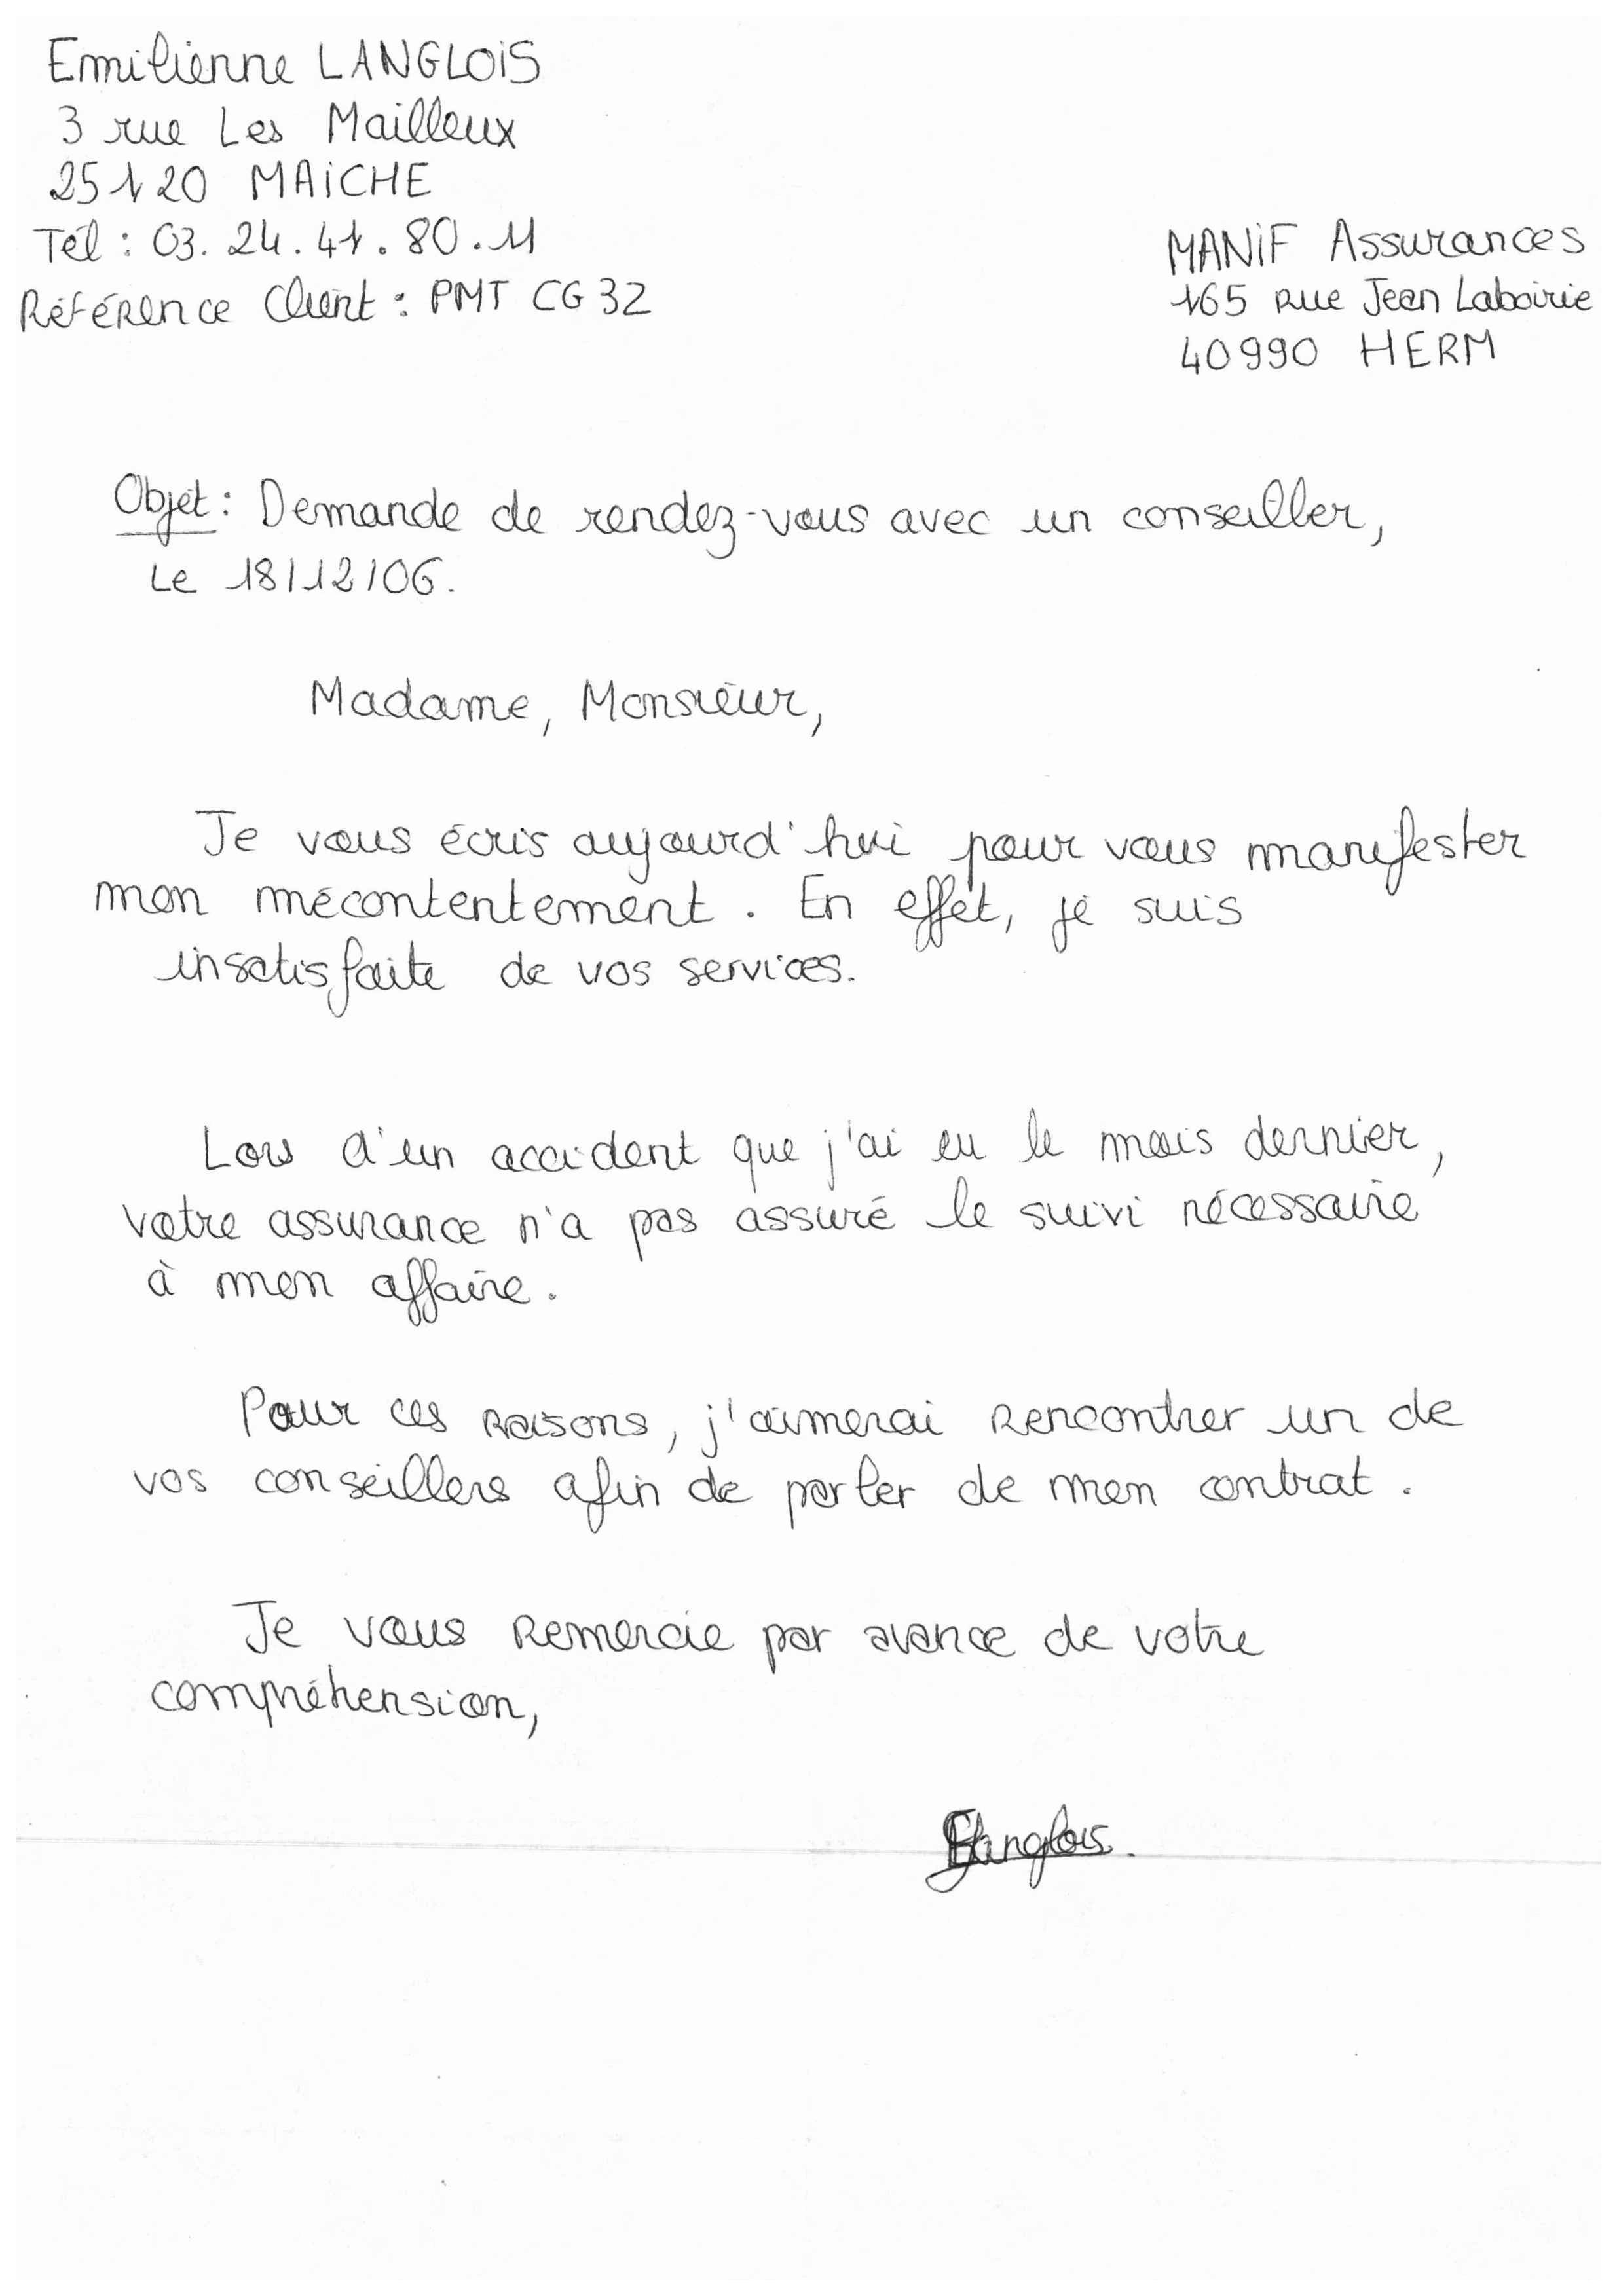 Emilienne LANGLOIS
3 rue Les Mailleux
25120 MAICHE
Tél : 03.24.41.80.11
Référence Client : PMT CG32
MANIF Assurances
165 rue Jean Laboirie
40990 HERM
Objet : Demande de rendez-vous avec un conseiller,
Le 18/12/06.
Madame, Monsieur,
Je vous écris aujourd'hui pour vous manifester
mon mécontentement. En effet, je suis
insatisfaite de vos services.
Lors d'un accident que j'ai eu le mois dernier,
votre assurance n'a pas assuré le suivi nécessaire
à mon affaire.
Pour ces raisons, j'aimerai rencontrer un de
vos conseillers afin de parler de mon contrat.
Je vous remercie par avance de votre
compréhension,
ELanglois.